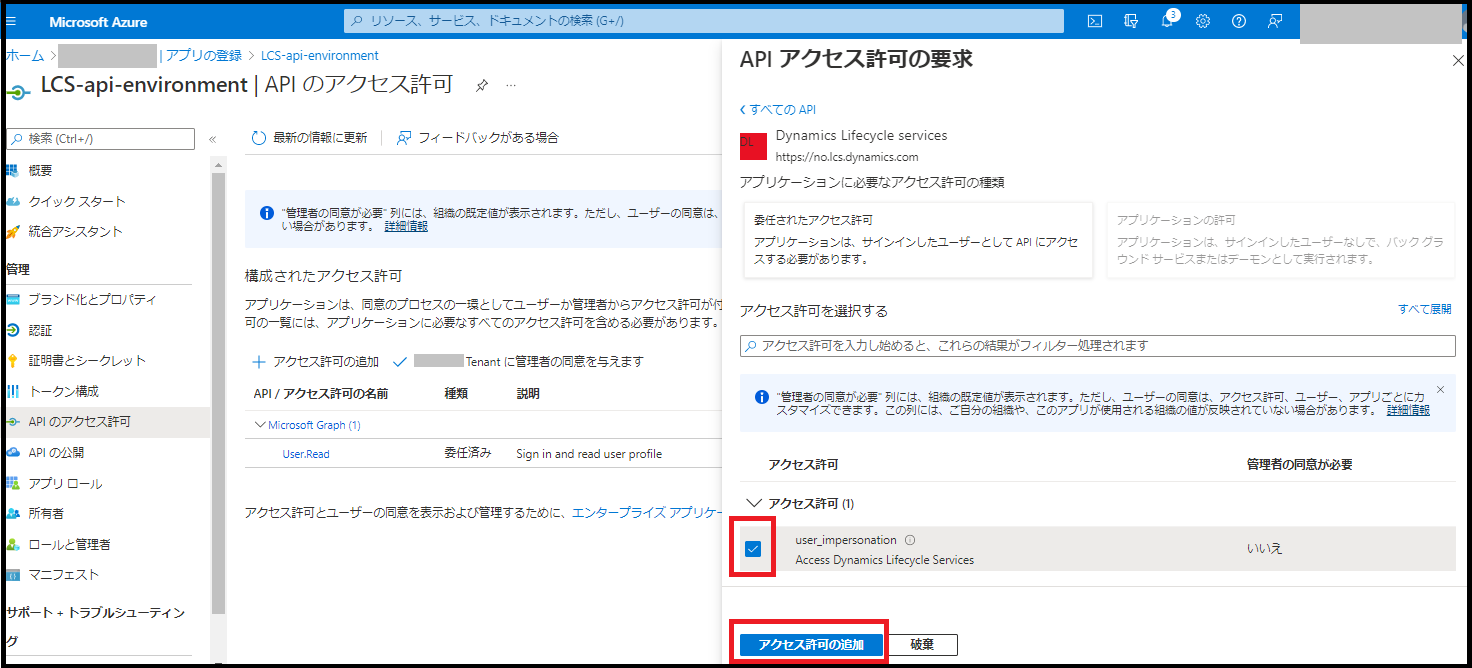 Microsoft Azure
リソース、サービス、ドキュメントの検索 (G+/)
3
ホーム > | アプリの登録 > LCS-api-environment
LCS-api-environment | API のアクセス許可 …
検索 (Ctrl+/) «
概要
クイック スタート
統合アシスタント
管理
ブランド化とプロパティ
認証
証明書とシークレット
トークン構成
API のアクセス許可
API の公開
アプリ ロール
所有者
ロールと管理者
マニフェスト
サポート + トラブルシューティン
グ
最新の情報に更新 フィードバックがある場合
"管理者の同意が必要" 列には、組織の既定値が表示されます。ただし、ユーザーの同意は、
い場合があります。 詳細情報
構成されたアクセス許可
アプリケーションは、同意のプロセスの一環としてユーザーか管理者からアクセス許可が付
可の一覧には、アプリケーションに必要なすべてのアクセス許可を含める必要があります。
アクセス許可の追加 Tenant に管理者の同意を与えます
API / アクセス許可の名前 種類 説明
Microsoft Graph (1)
User.Read 委任済み Sign in and read user profile
アクセス許可とユーザーの同意を表示および管理するために、エンタープライズ アプリケー
API アクセス許可の要求
すべての API
DL
Dynamics Lifecycle services
https://no.lcs.dynamics.com
アプリケーションに必要なアクセス許可の種類
委任されたアクセス許可
アプリケーションは、サインインしたユーザーとして API にアクセ
スする必要があります。
アプリケーションの許可
アプリケーションは、サインインしたユーザーなしで、バック グラ
ウンド サービスまたはデーモンとして実行されます。
アクセス許可を選択する すべて展開
アクセス許可を入力し始めると、これらの結果がフィルター処理されます
"管理者の同意が必要" 列には、組織の既定値が表示されます。ただし、ユーザーの同意は、アクセス許可、ユーザー、アプリごとにカ
スタマイズできます。この列には、ご自分の組織や、このアプリが使用される組織の値が反映されていない場合があります。 詳細情報
アクセス許可 管理者の同意が必要
アクセス許可 (1)
user_impersonation
Access Dynamics Lifecycle Services
いいえ
アクセス許可の追加 破棄